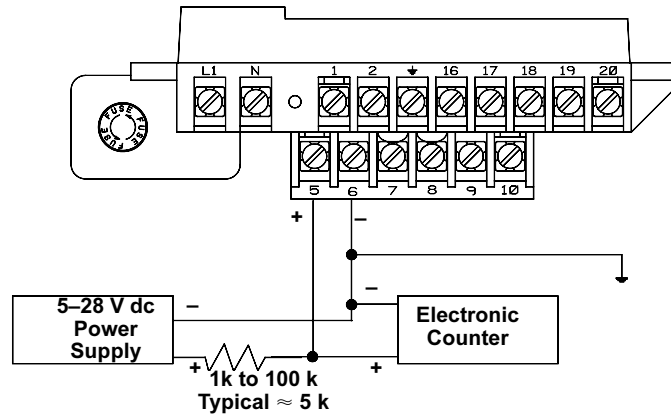 L1 N 1 2 16 17 18 19 20
FUSE FUSE FUSE
5 6 7 8 9 10
+ –
–
5–28 V dc
Power
Supply
–
+
1k to 100 k
Typical ≈ 5 k
+
Electronic
Counter